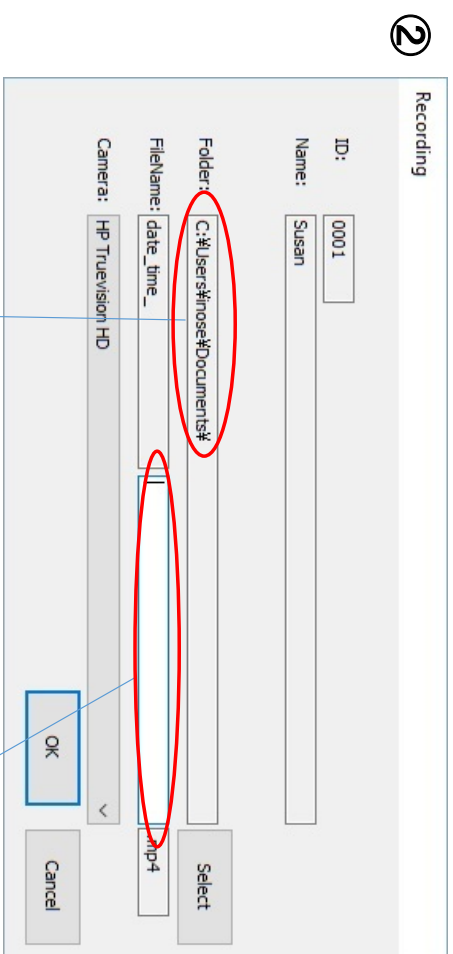 ②
Recording
ID: 0001
Name: Susan
Folder: C:¥Users¥inose¥Documents¥ Select
FileName: date_time_ .mp4
Camera: HP Truevision HD
OK Cancel